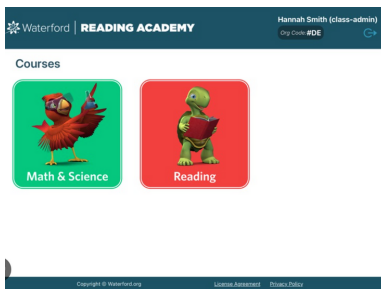 Waterford | READING ACADEMY
Hannah Smith (class-admin)
Org Code:#DE
Courses
Math & Science
Reading
Copyright © Waterford.org
License Agreement
Privacy Policy